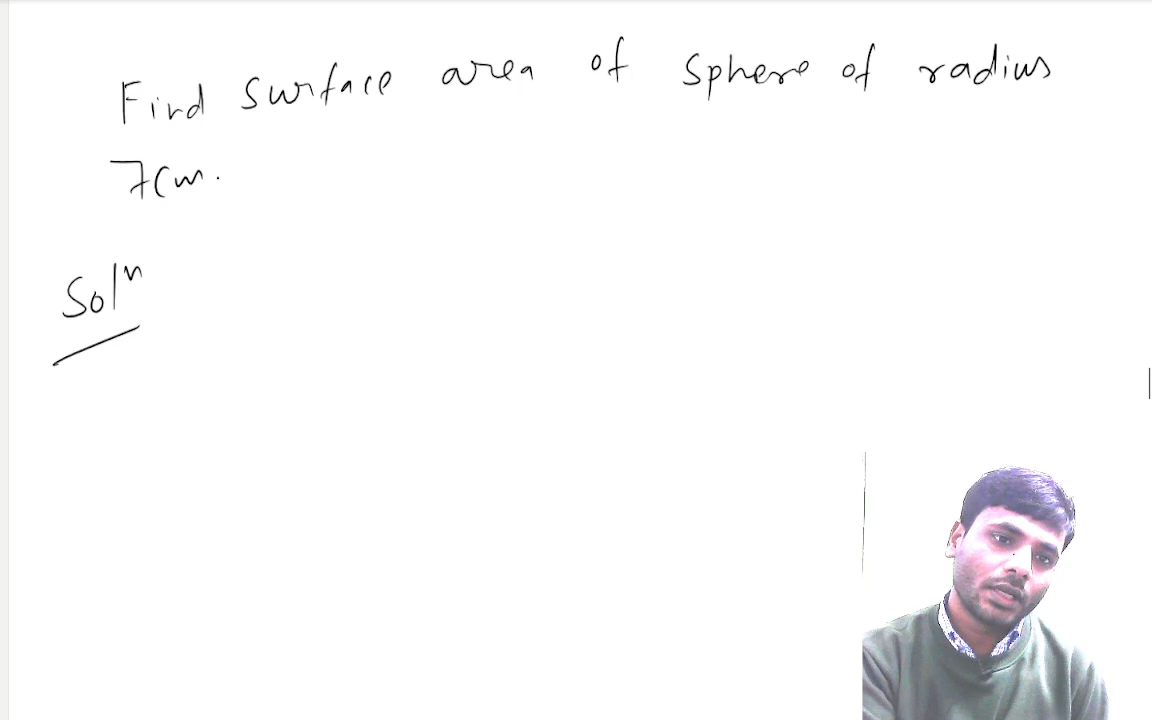 Find surface area of sphere of radius
7cm.
Solⁿ